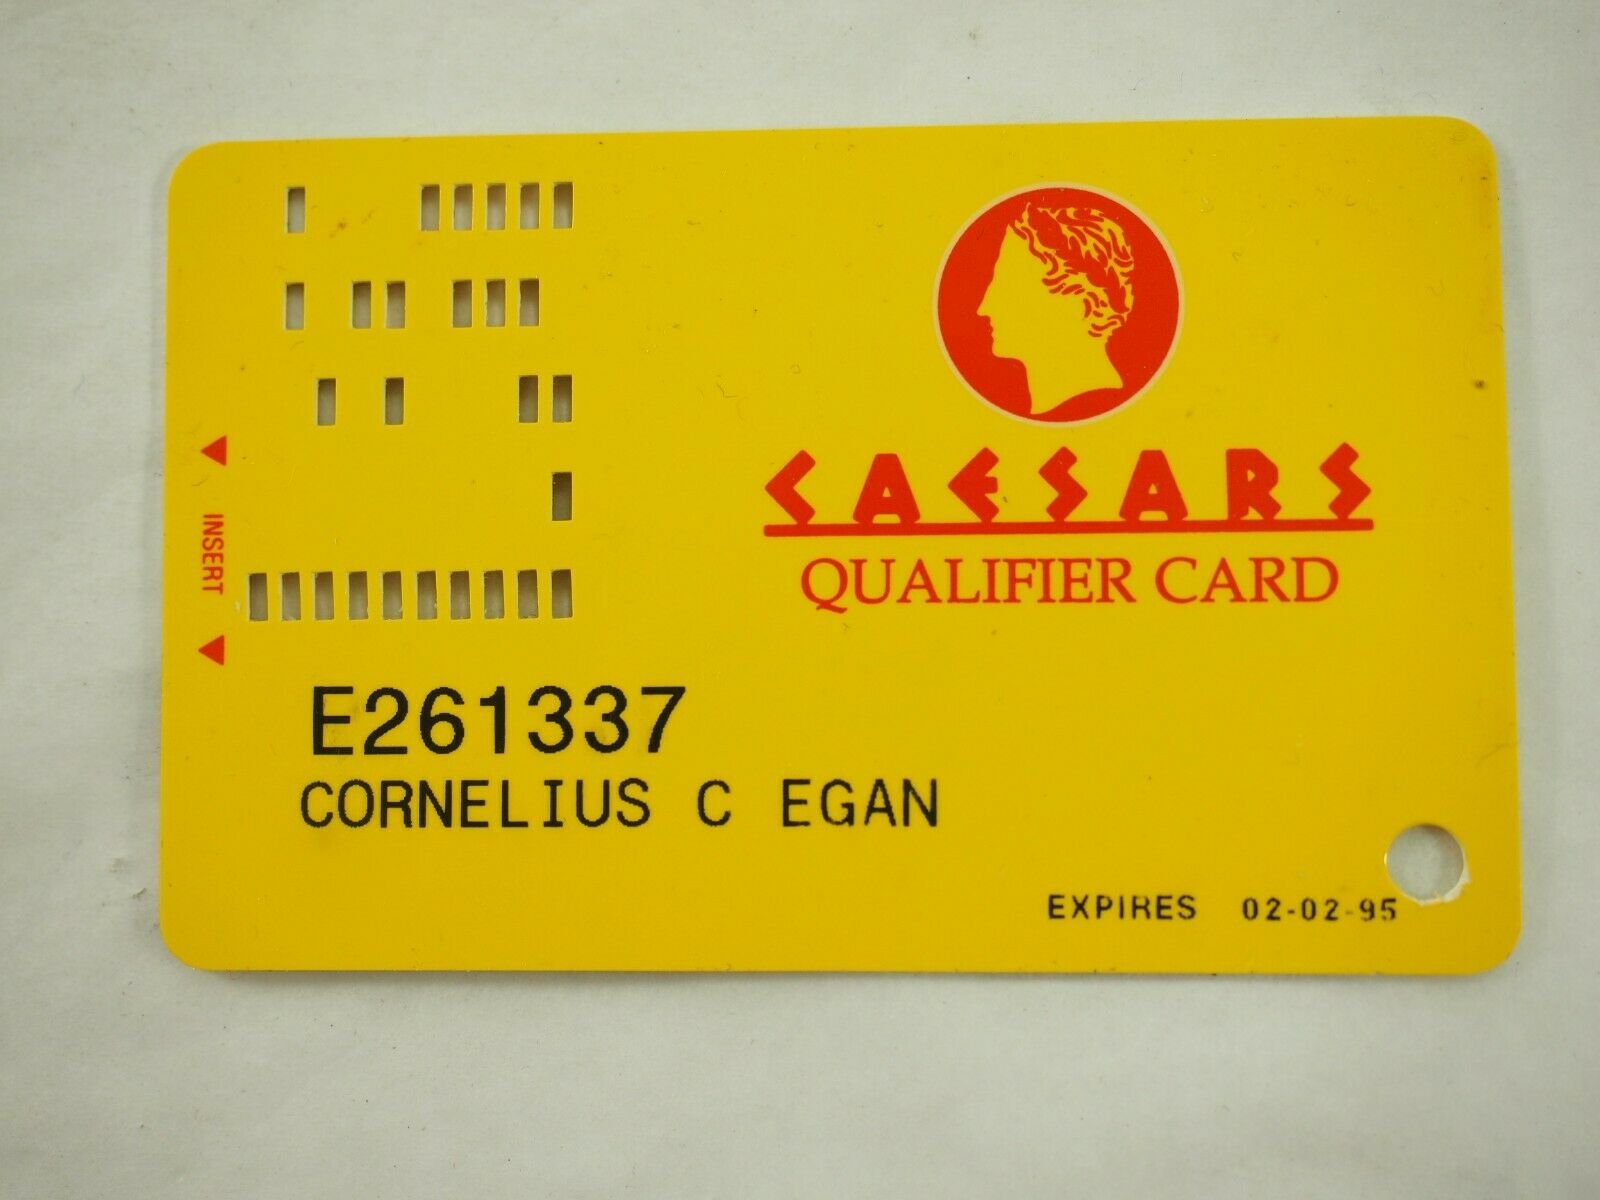 CAESARS
QUALIFIER CARD
INSERT
E261337
CORNELIUS C EGAN
EXPIRES 02-02-95